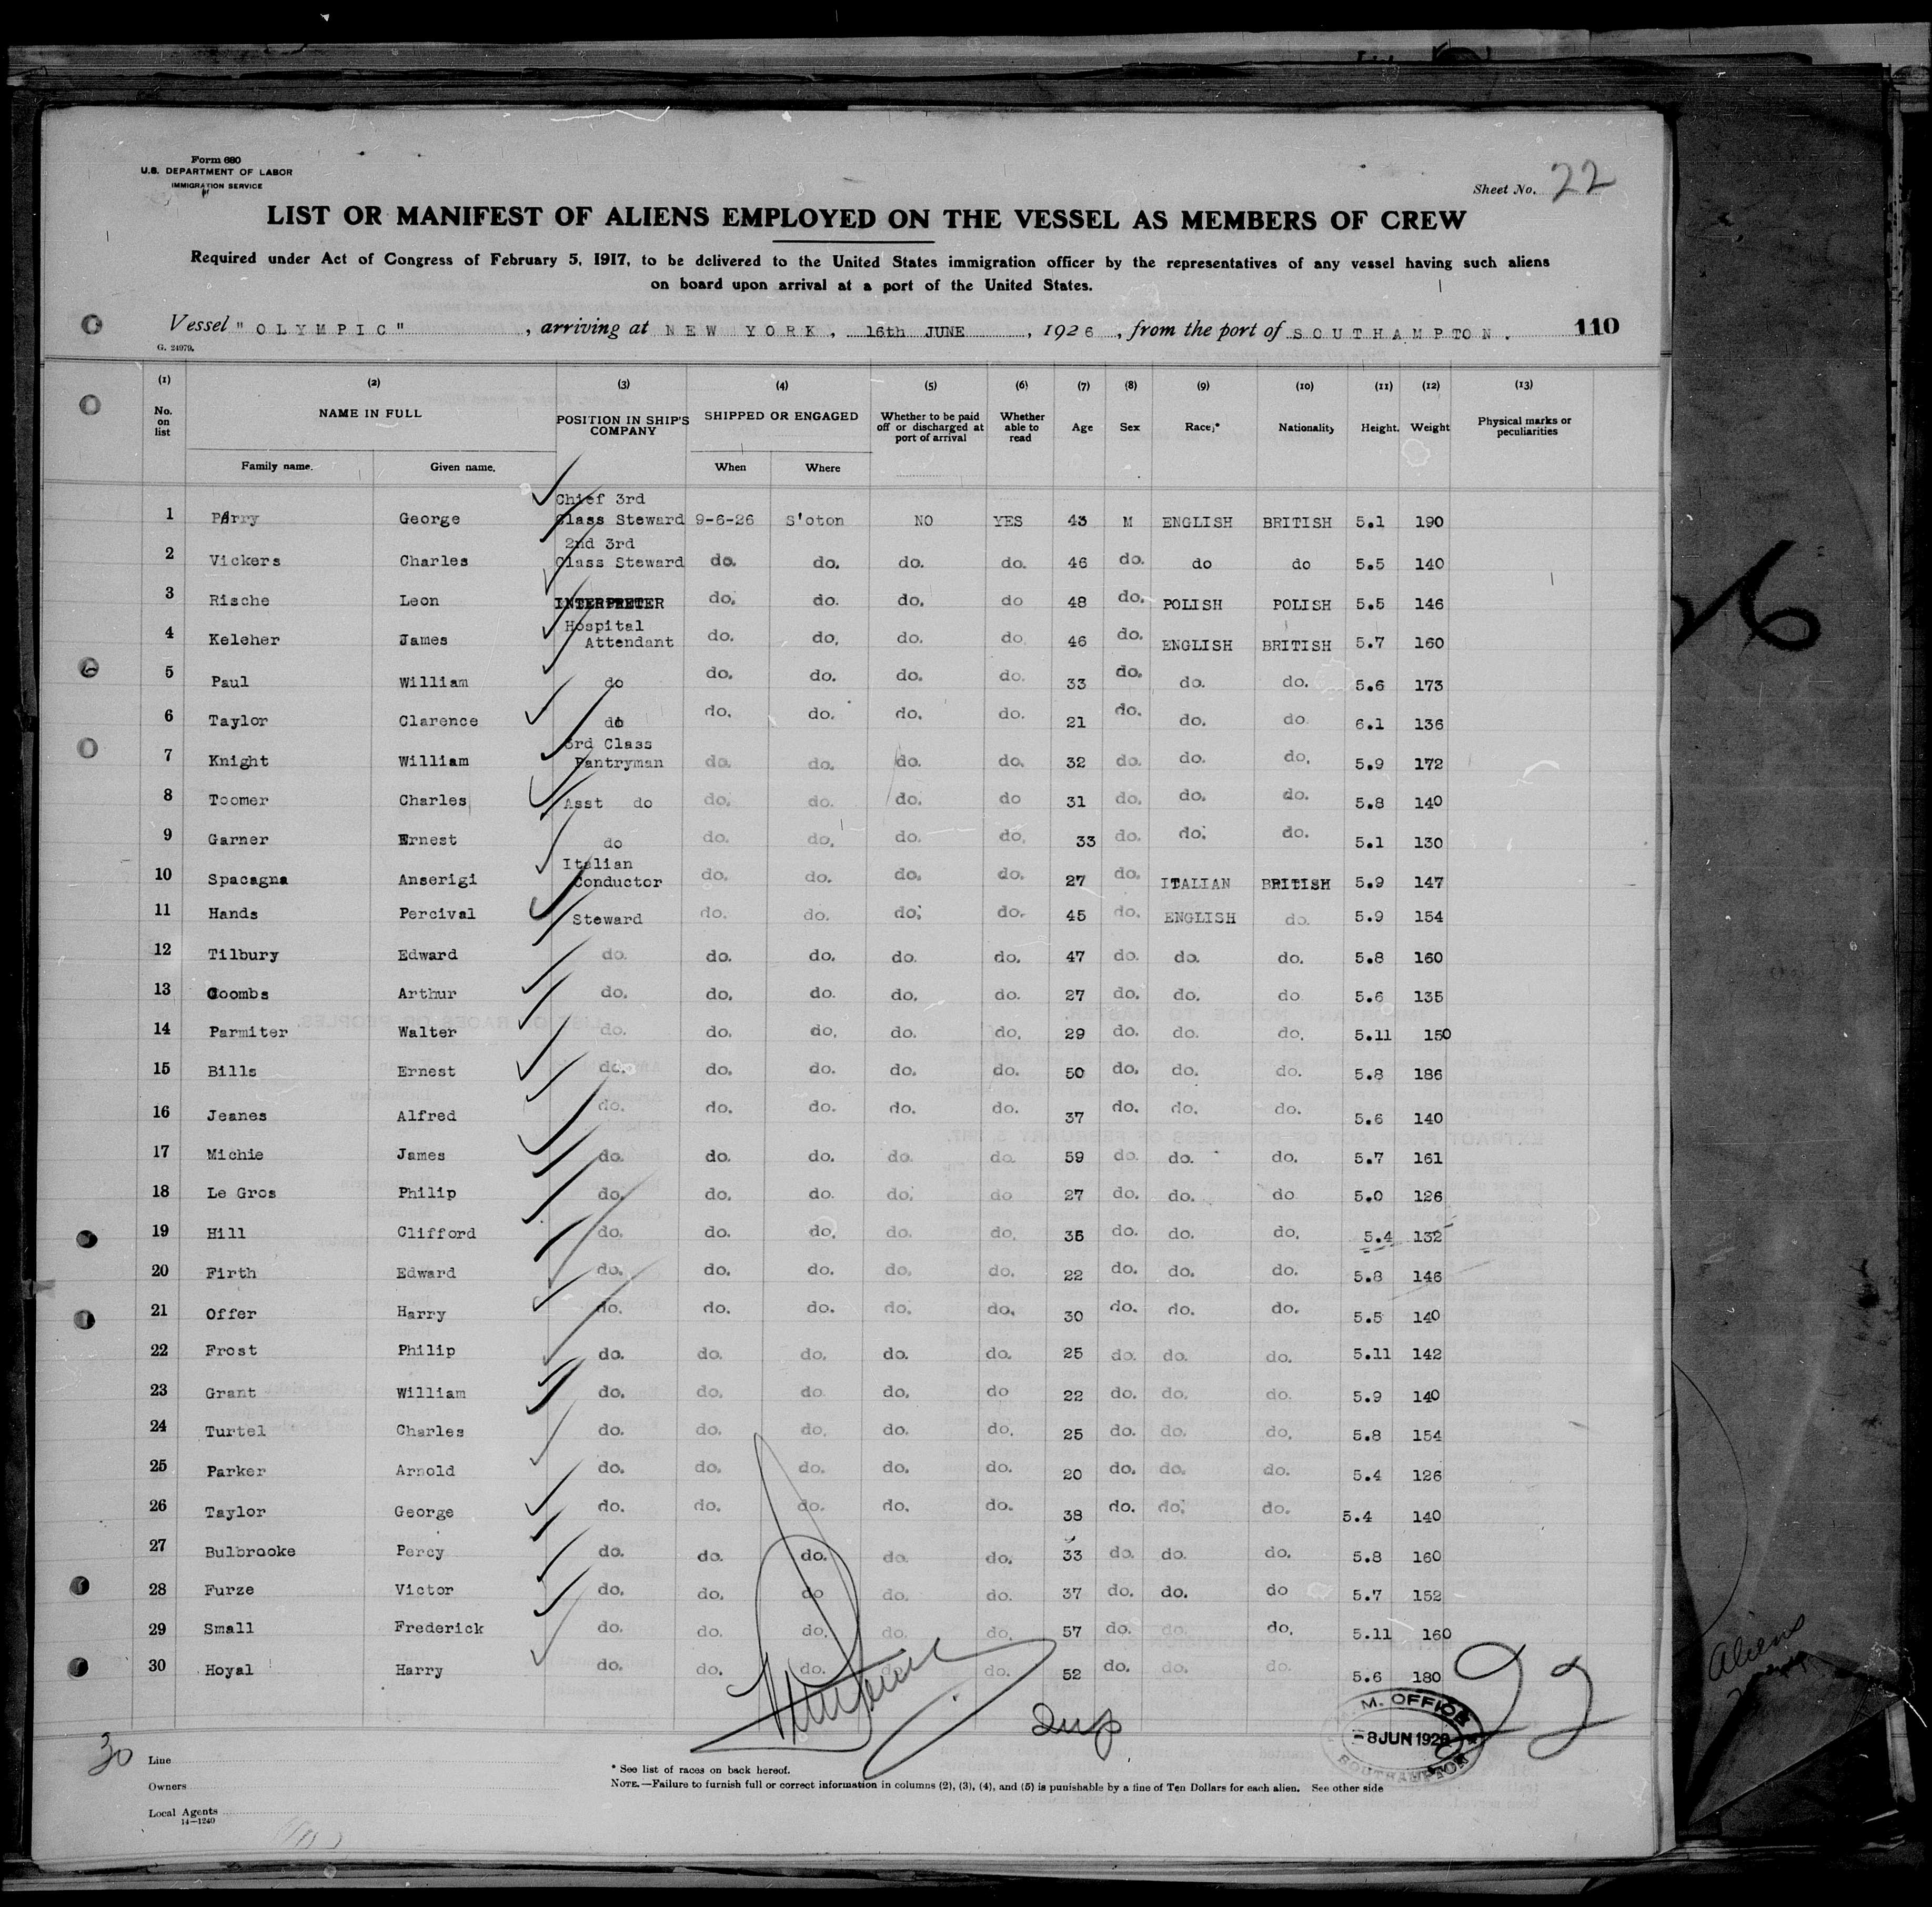 Form 680
U.S. DEPARTMENT OF LABOR
IMMIGRATION SERVICE
Sheet No. 22
LIST OR MANIFEST OF ALIENS EMPLOYED ON THE VESSEL AS MEMBERS OF CREW
Required under Act of Congress of February 5, 1917, to be delivered to the United States immigration officer by the representatives of any vessel having such aliens
on board upon arrival at a port of the United States.
Vessel "OLYMPIC", arriving at NEW YORK, 16th JUNE, 1926, from the port of SOUTHAMPTON. 110
G. 24979.
(1) (2) (3) (4) (5) (6) (7) (8) (9) (10) (11) (12) (13)
No. on list NAME IN FULL POSITION IN SHIP'S COMPANY SHIPPED OR ENGAGED Whether to be paid off or discharged at port of arrival Whether able to read Age Sex Race,* Nationality Height. Weight Physical marks or peculiarities
Family name. Given name. When Where
1 PArry George Chief 3rd Class Steward 9-6-26 S'oton NO YES 43 M ENGLISH BRITISH 5.1 190
2 Vickers Charles 2nd 3rd Class Steward do. do. do. do. 46 do. do do 5.5 140
3 Rische Leon INTERPRETER do. do. do. do 48 do. POLISH POLISH 5.5 146
4 Keleher James Hospital Attendant do. do. do. do 46 do. ENGLISH BRITISH 5.7 160
5 Paul William do do. do. do. do. 33 do. do. do. 5.6 173
6 Taylor Clarence do do. do. do. do. 21 do. do. do 6.1 136
7 Knight William 3rd Class Pantryman do. do. do. do. 32 do. do. do. 5.9 172
8 Toomer Charles Asst do do. do. do. do 31 do. do. do. 5.8 140
9 Garner Ernest do do. do. do. do. 33 do. do. do. 5.1 130
10 Spacagna Anserigi Italian Conductor do. do. do. do. 27 do. ITALIAN BRITISH 5.9 147
11 Hands Percival Steward do. do. do. do. 45 do. ENGLISH do. 5.9 154
12 Tilbury Edward do. do. do. do. do. 47 do. do. do. 5.8 160
13 Coombs Arthur do. do. do. do. do. 27 do. do. do 5.6 135
14 Parmiter Walter do. do. do. do. do. 29 do. do. do. 5.11 150
15 Bills Ernest do. do. do. do. do. 50 do. do. do. 5.8 186
16 Jeanes Alfred do. do. do. do. do. 37 do. do. do. 5.6 140
17 Michie James do. do. do. do. do. 59 do. do. do. 5.7 161
18 Le Gros Philip do. do. do. do. do 27 do. do. do 5.0 126
19 Hill Clifford do. do. do. do. do. 35 do. do. do. 5.4 132
20 Firth Edward do. do. do. do. do. 22 do. do. do. 5.8 146
21 Offer Harry do. do. do. do. do. 30 do. do. do. 5.5 140
22 Frost Philip do. do. do. do. do. 25 do. do. do. 5.11 142
23 Grant William do. do. do do. do 22 do. do. do. 5.9 140
24 Turtel Charles do. do. do. do. do. 25 do. do. do. 5.8 154
25 Parker Arnold do. do. do. do. do. 20 do. do. do. 5.4 126
26 Taylor George do. do. do. do. do. 38 do. do. do. 5.4 140
27 Bulbrooke Percy do. do. do. do. do. 33 do. do. do. 5.8 160
28 Furze Victor do. do. do do. do. 37 do. do. do 5.7 152
29 Small Frederick do. do. do. do. do. 57 do. do. do. 5.11 160
30 Hoyal Harry do. do. do. do. do. 52 do. do. do. 5.6 180
M. OFFICE
-8 JUN 192
SOUTHAMPTON
30
Line
Owners
Local Agents
14—1240
* See list of races on back hereof.
NOTE.—Failure to furnish full or correct information in columns (2), (3), (4), and (5) is punishable by a fine of Ten Dollars for each alien. See other side
Aliens